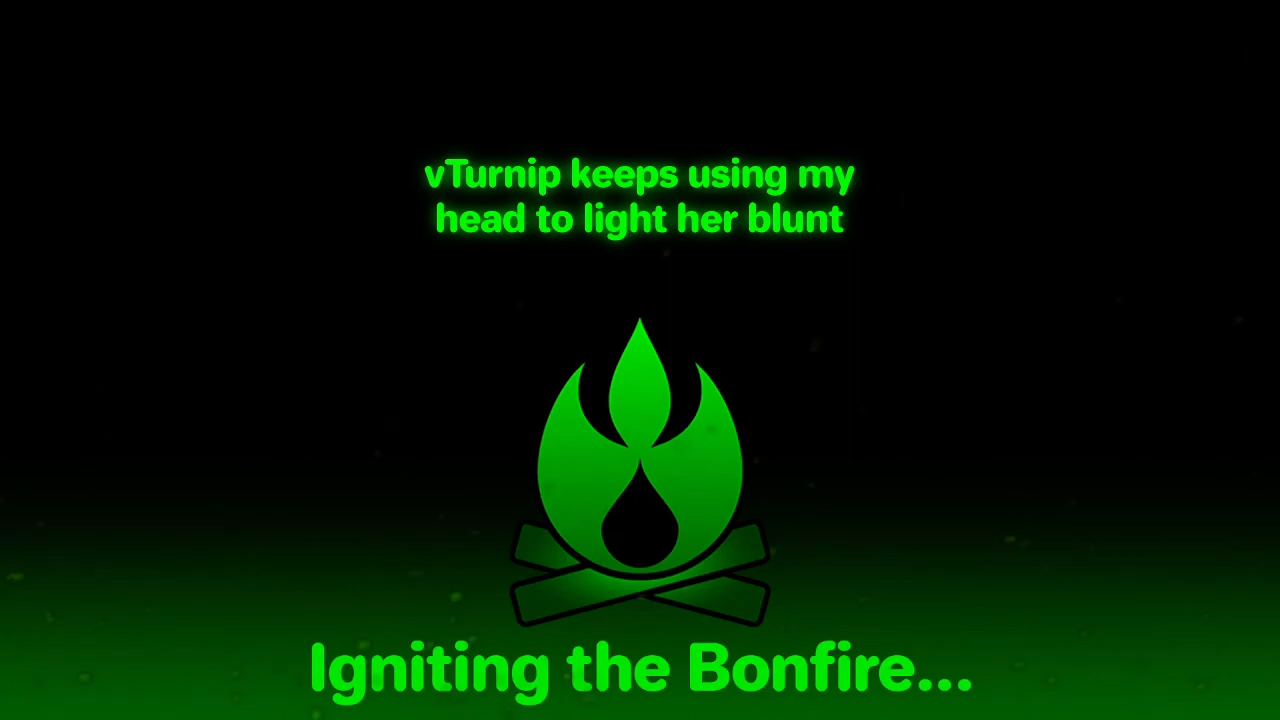 vTurnip keeps using my
head to light her blunt
Igniting the Bonfire...